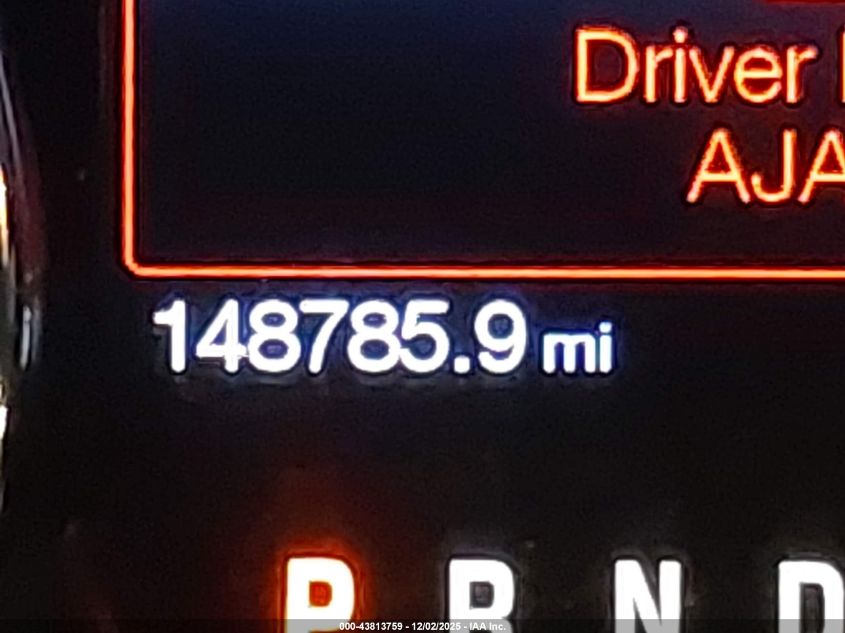 Driver
AJA
148785.9 mi
P R N D
000-43813759 - 12/02/2025 - IAA Inc.